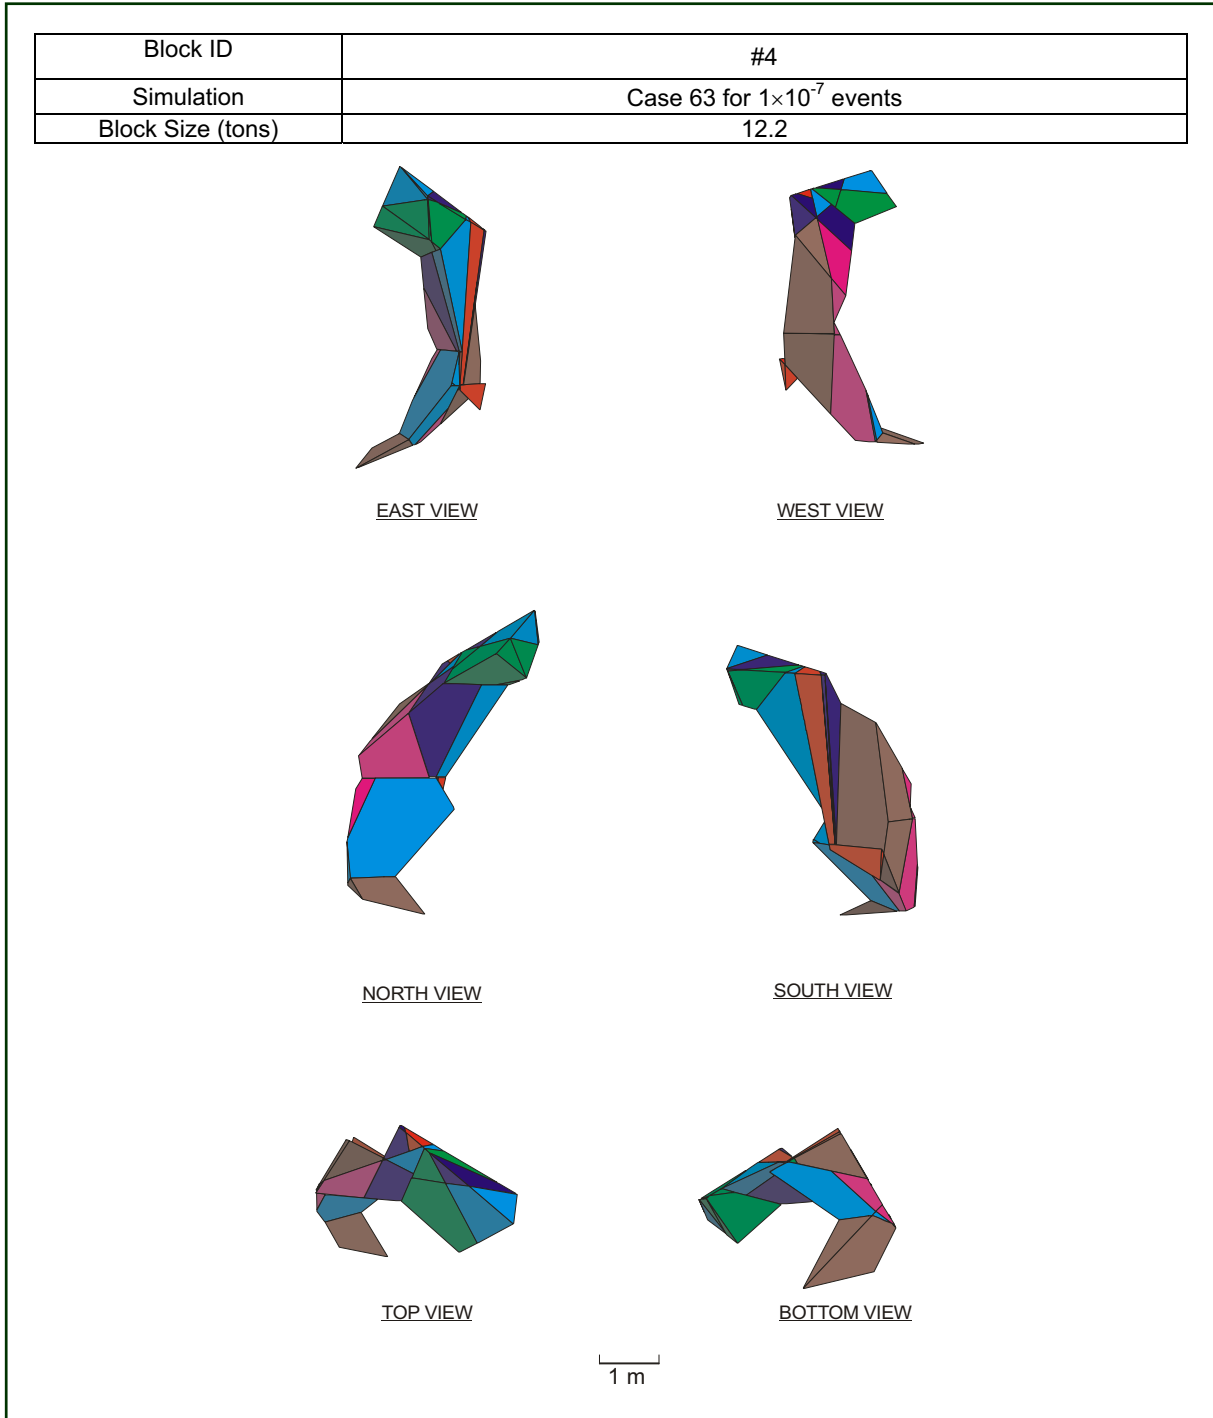 Block ID #4
Simulation Case 63 for 1×10⁻⁷ events
Block Size (tons) 12.2
EAST VIEW WEST VIEW
NORTH VIEW SOUTH VIEW
TOP VIEW BOTTOM VIEW
1 m